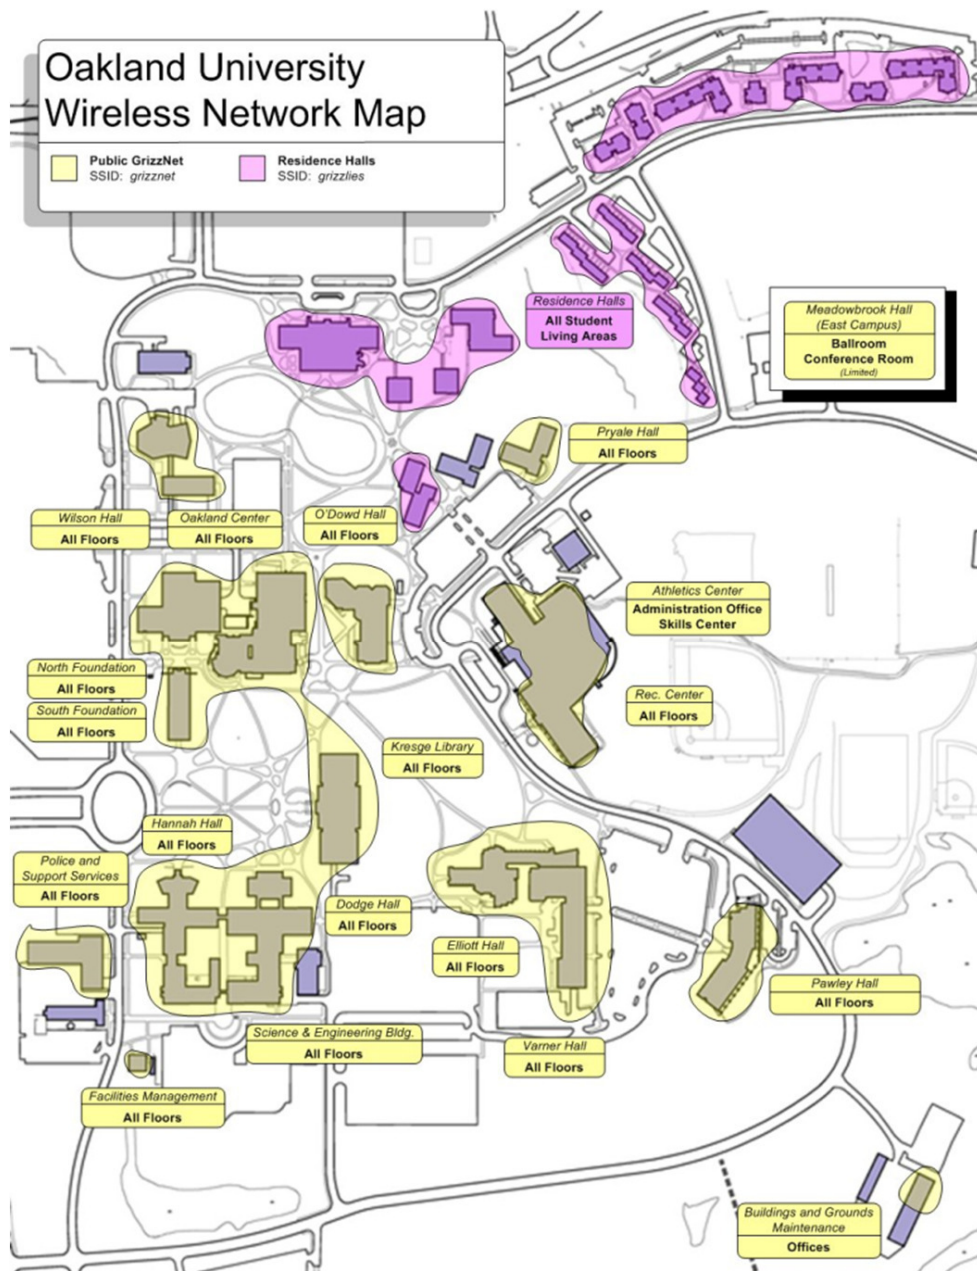 Oakland University
Wireless Network Map
Public GrizzNet
SSID: grizznet
Residence Halls
SSID: grizzlies
Residence Halls
All Student
Living Areas
Meadowbrook Hall
(East Campus)
Ballroom
Conference Room
(Limited)
Pryale Hall
All Floors
Wilson Hall
All Floors
Oakland Center
All Floors
O'Dowd Hall
All Floors
Athletics Center
Administration Office
Skills Center
North Foundation
All Floors
South Foundation
All Floors
Rec. Center
All Floors
Kresge Library
All Floors
Hannah Hall
All Floors
Police and
Support Services
All Floors
Dodge Hall
All Floors
Elliott Hall
All Floors
Pawley Hall
All Floors
Science & Engineering Bldg.
All Floors
Varner Hall
All Floors
Facilities Management
All Floors
Buildings and Grounds
Maintenance
Offices